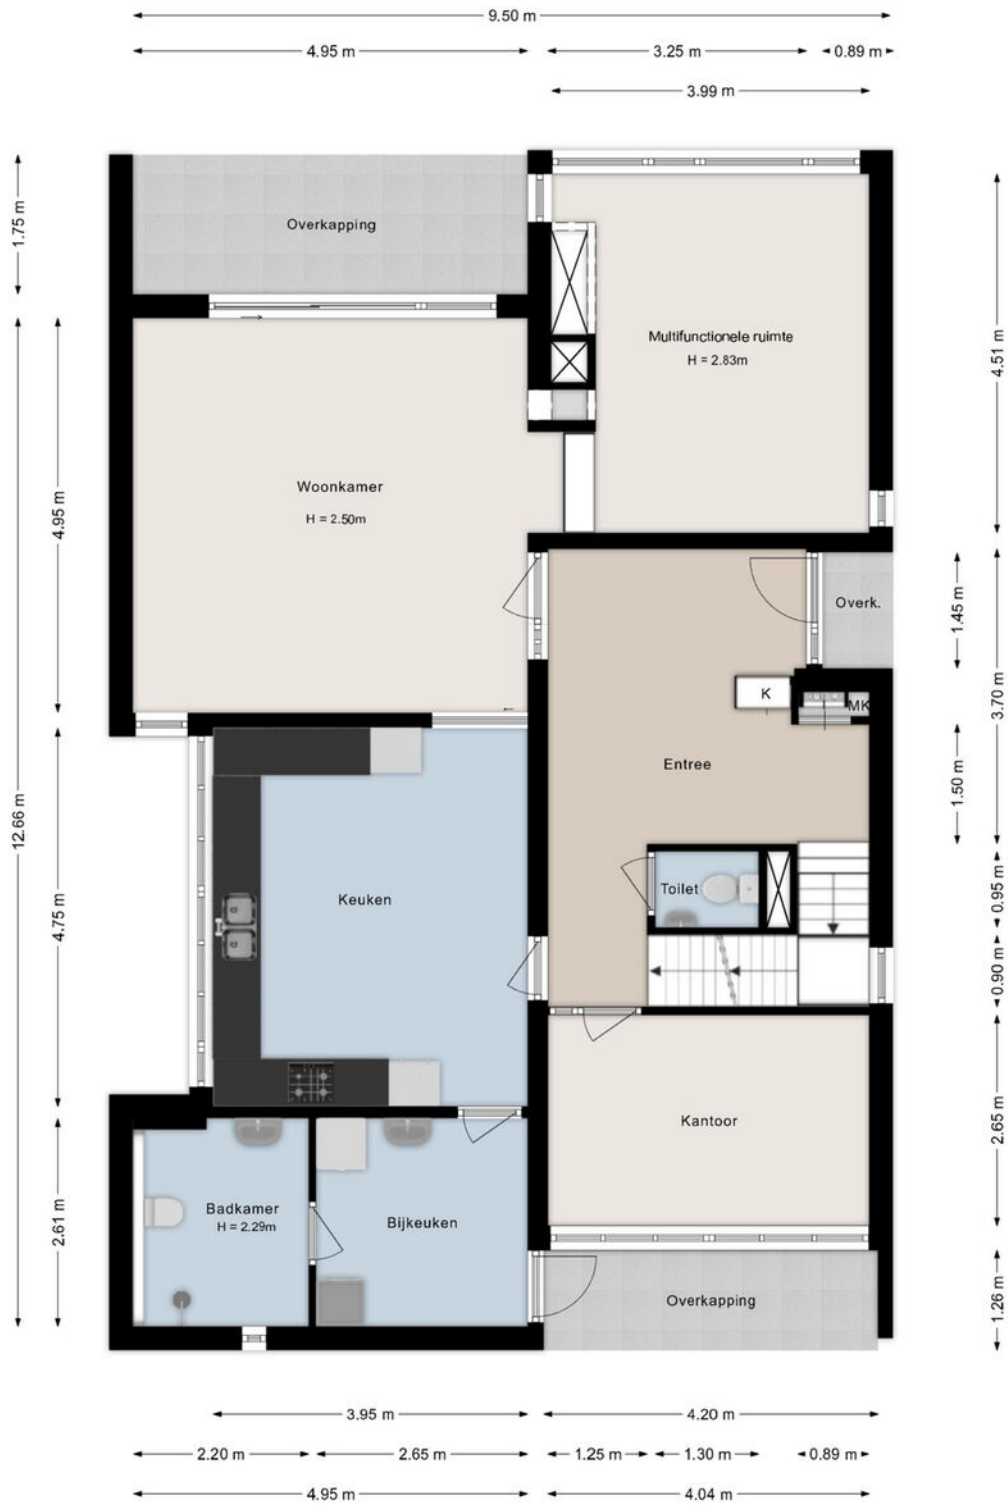 9.50 m
4.95 m
3.25 m
0.89 m
3.99 m
1.75 m
Overkapping
4.51 m
Multifunctionele ruimte
H = 2.83m
Woonkamer
H = 2.50m
4.95 m
1.45 m
Overk.
3.70 m
K
MK
Entree
1.50 m
12.66 m
Keuken
4.75 m
Toilet
0.95 m
0.90 m
Kantoor
2.65 m
Badkamer
H = 2.29m
Bijkeuken
2.61 m
Overkapping
1.26 m
3.95 m
4.20 m
2.20 m
2.65 m
1.25 m
1.30 m
0.89 m
4.95 m
4.04 m